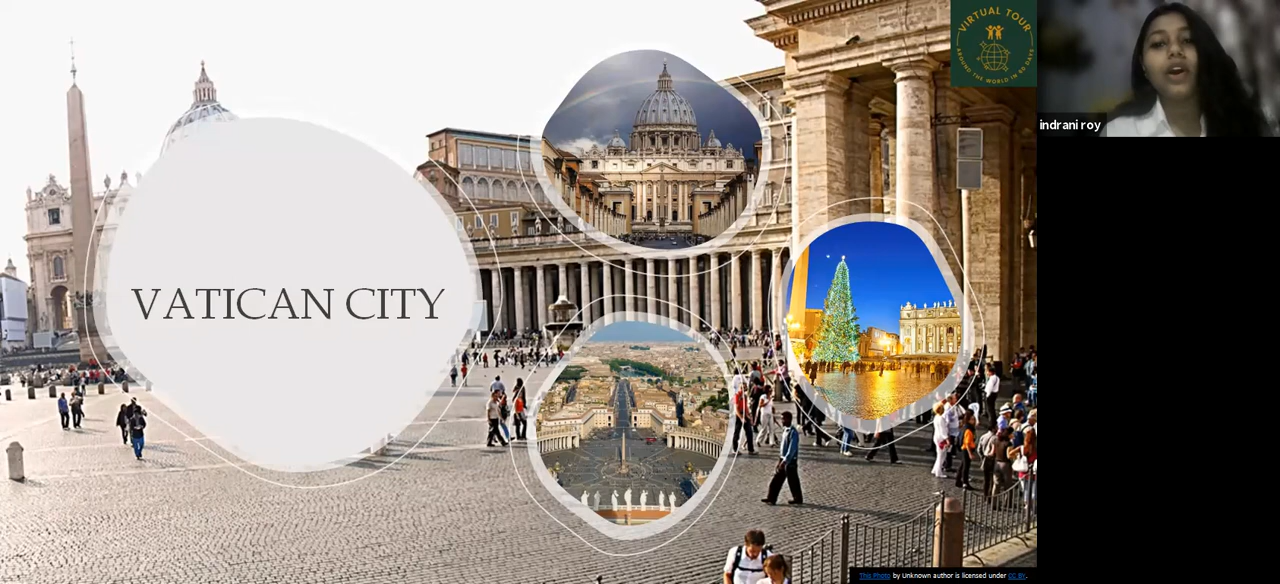 VATICAN CITY
VIRTUAL TOUR
AROUND THE WORLD IN 80 DAYS
indrani roy
This Photo by Unknown author is licensed under CC BY.